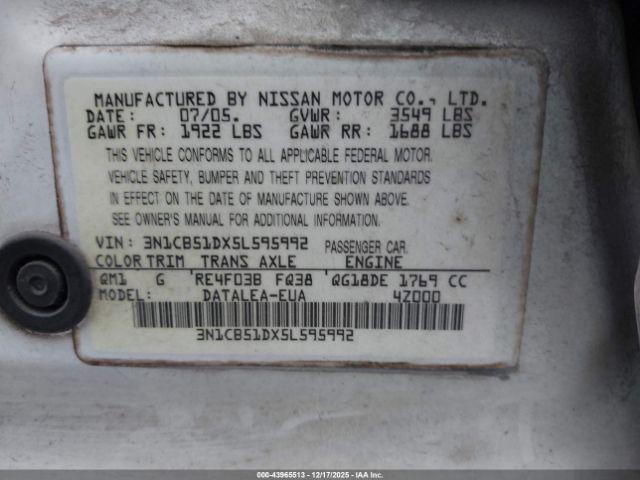 MANUFACTURED BY NISSAN MOTOR CO., LTD.
DATE: 07/05. GVWR: 3549 LBS
GAWR FR: 1922 LBS GAWR RR: 1688 LBS
THIS VEHICLE CONFORMS TO ALL APPLICABLE FEDERAL MOTOR.
VEHICLE SAFETY, BUMPER AND THEFT PREVENTION STANDARDS
IN EFFECT ON THE DATE OF MANUFACTURE SHOWN ABOVE.
SEE OWNER'S MANUAL FOR ADDITIONAL INFORMATION.
VIN: 3N1CB51DX5L595992 PASSENGER CAR
COLOR TRIM TRANS AXLE ENGINE
QM1 G RE4F03B FQ38 QG18DE 1769 CC
MODEL: DATALEA-EUA 4Z000
3N1CB51DX5L595992
000-43965513 - 12/17/2025 - IAAI.COM